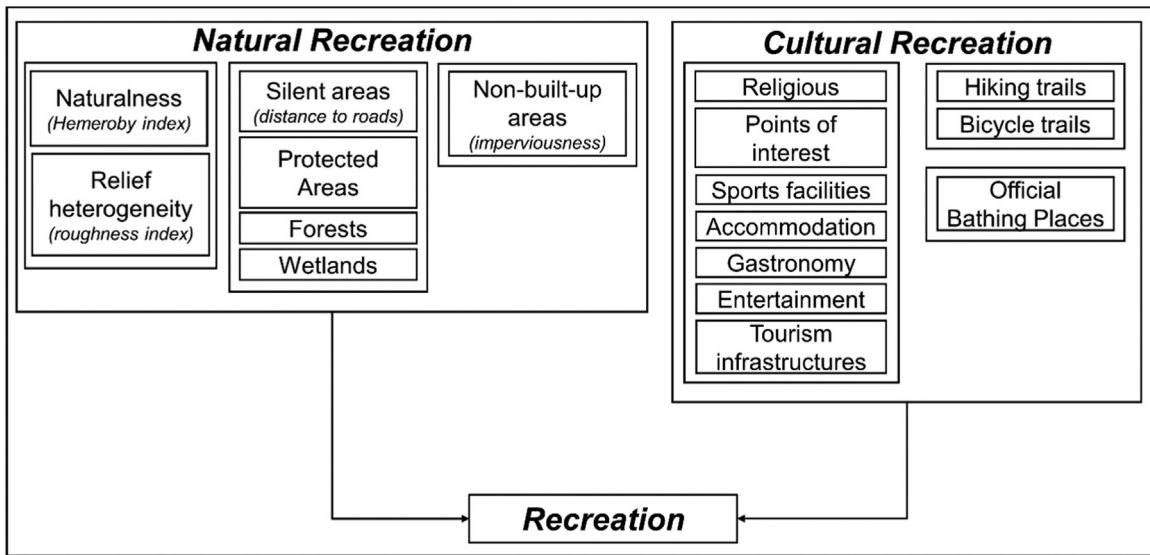 Natural Recreation
Naturalness
(Hemeroby index)
Relief
heterogeneity
(roughness index)
Silent areas
(distance to roads)
Protected
Areas
Forests
Wetlands
Non-built-up
areas
(imperviousness)
Cultural Recreation
Religious
Points of
interest
Sports facilities
Accommodation
Gastronomy
Entertainment
Tourism
infrastructures
Hiking trails
Bicycle trails
Official
Bathing Places
Recreation